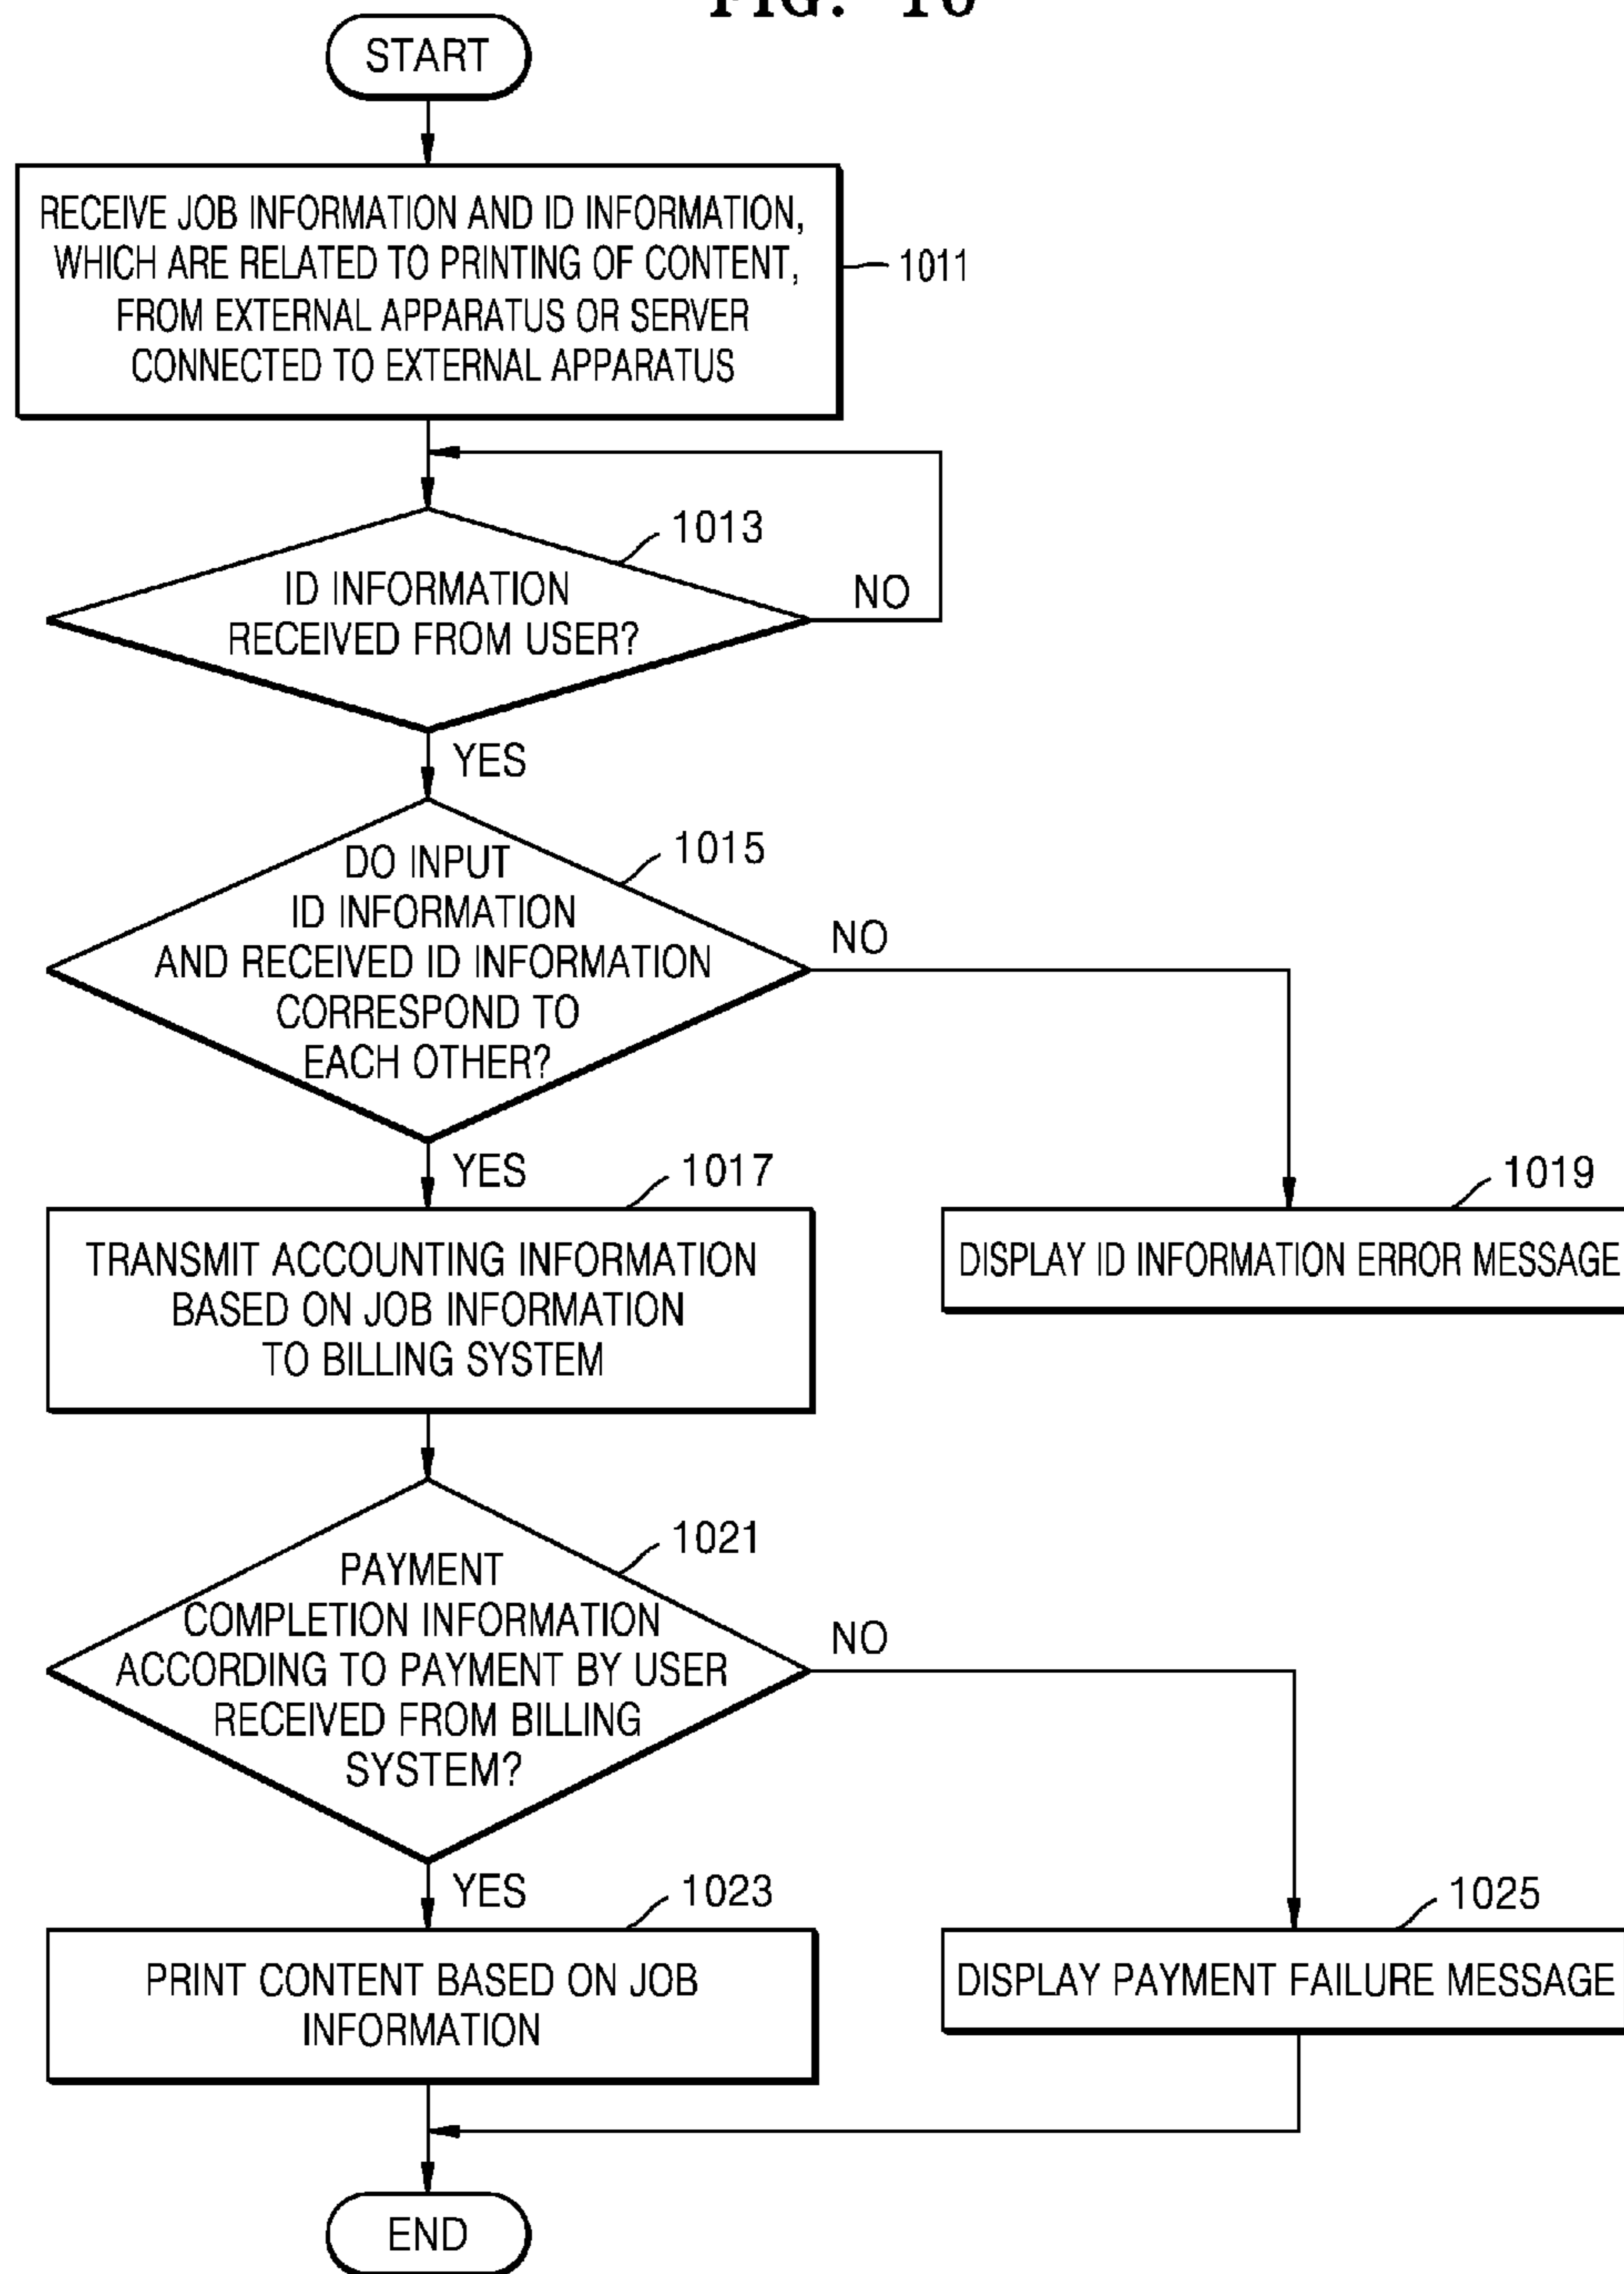 FIG. 10
START
RECEIVE JOB INFORMATION AND ID INFORMATION,
WHICH ARE RELATED TO PRINTING OF CONTENT,
FROM EXTERNAL APPARATUS OR SERVER
CONNECTED TO EXTERNAL APPARATUS
1011
1013
ID INFORMATION
RECEIVED FROM USER?
NO
YES
1015
DO INPUT
ID INFORMATION
AND RECEIVED ID INFORMATION
CORRESPOND TO
EACH OTHER?
NO
YES
1017
TRANSMIT ACCOUNTING INFORMATION
BASED ON JOB INFORMATION
TO BILLING SYSTEM
1019
DISPLAY ID INFORMATION ERROR MESSAGE
1021
PAYMENT
COMPLETION INFORMATION
ACCORDING TO PAYMENT BY USER
RECEIVED FROM BILLING
SYSTEM?
NO
YES
1023
PRINT CONTENT BASED ON JOB
INFORMATION
1025
DISPLAY PAYMENT FAILURE MESSAGE
END